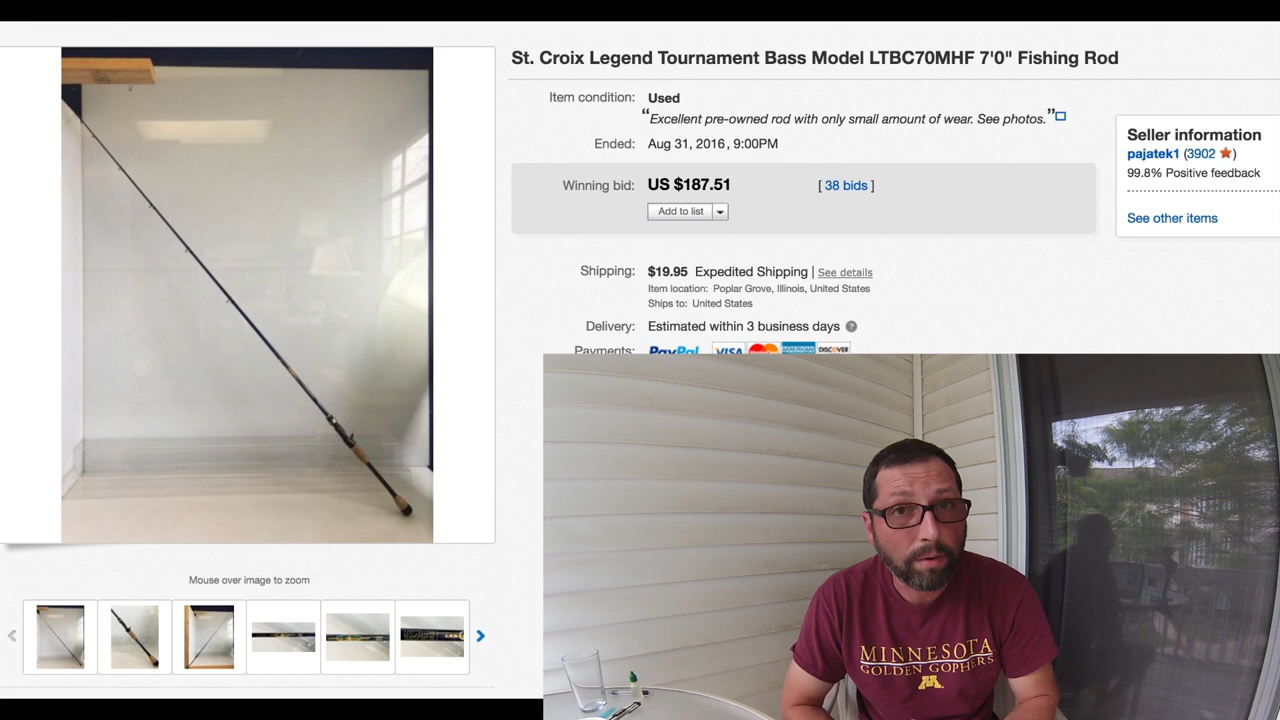 St. Croix Legend Tournament Bass Model LTBC70MHF 7'0" Fishing Rod
Item condition: Used
“Excellent pre-owned rod with only small amount of wear. See photos.”
Ended: Aug 31, 2016 , 9:00PM
Winning bid: US $187.51 [ 38 bids ]
Add to list
Shipping: $19.95 Expedited Shipping | See details
Item location: Poplar Grove, Illinois, United States
Ships to: United States
Delivery: Estimated within 3 business days ?
Payments: PayPal VISA MasterCard AMERICAN DISCOVER
Seller information
pajatek1 (3902 ★)
99.8% Positive feedback
See other items
Mouse over image to zoom
MINNESOTA
GOLDEN GOPHERS
M